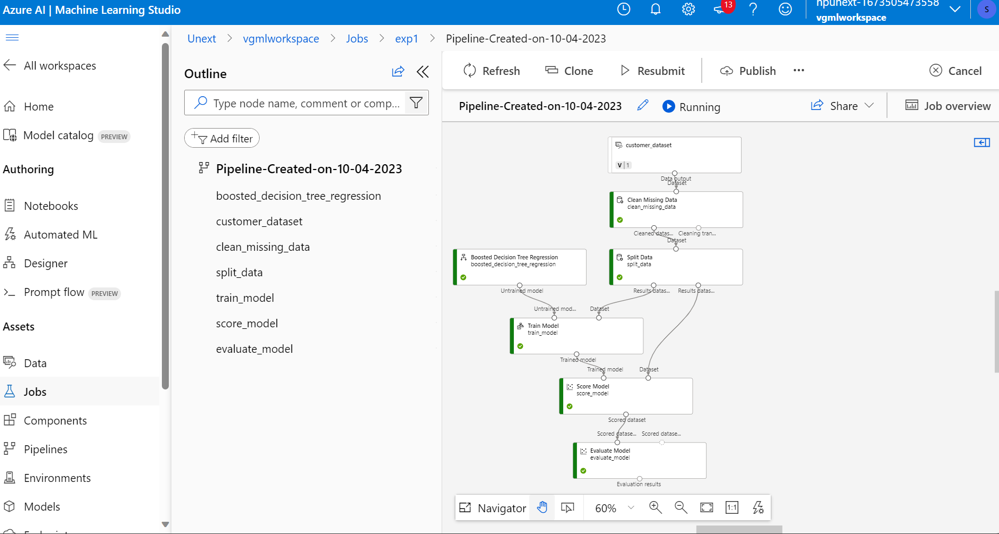 Azure AI | Machine Learning Studio
13
npunext-1673505473558
vgmlworkspace
S
All workspaces
Home
Model catalog PREVIEW
Authoring
Notebooks
Automated ML
Designer
Prompt flow PREVIEW
Assets
Data
Jobs
Components
Pipelines
Environments
Models
Unext > vgmlworkspace > Jobs > exp1 > Pipeline-Created-on-10-04-2023
Outline
Type node name, comment or comp...
Add filter
Pipeline-Created-on-10-04-2023
boosted_decision_tree_regression
customer_dataset
clean_missing_data
split_data
train_model
score_model
evaluate_model
Refresh
Clone
Resubmit
Publish
...
Cancel
Pipeline-Created-on-10-04-2023
Running
Share
Job overview
customer_dataset
V | 1
Data output
Dataset
Clean Missing Data
clean_missing_data
Cleaned datas... Cleaning tran...
Dataset
Boosted Decision Tree Regression
boosted_decision_tree_regression
Untrained model
Split Data
split_data
Results datas... Results datas...
Untrained mod... Dataset
Train Model
train_model
Trained model
Trained model Dataset
Score Model
score_model
Scored dataset
Scored datase... Scored datase...
Evaluate Model
evaluate_model
Evaluation results
Navigator
60%
1:1